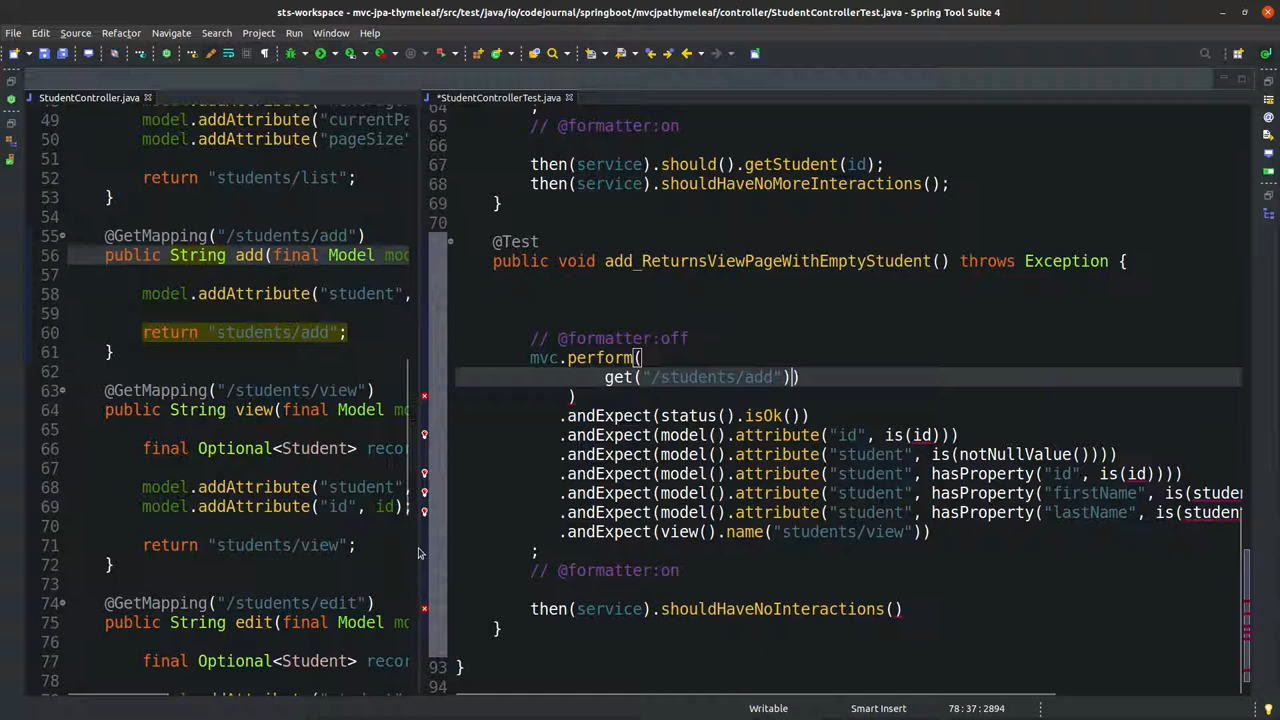 sts-workspace - mvc-jpa-thymeleaf/src/test/java/io/codejournal/springboot/mvcjpathymeleaf/controller/StudentControllerTest.java - Spring Tool Suite 4
File Edit Source Refactor Navigate Search Project Run Window Help
StudentController.java
49 model.addAttribute("currentPa
50 model.addAttribute("pageSize"
51
52 return "students/list";
53 }
54
55 @GetMapping("/students/add")
56 public String add(final Model mod
57
58 model.addAttribute("student",
59
60 return "students/add";
61 }
62
63 @GetMapping("/students/view")
64 public String view(final Model mo
65
66 final Optional<Student> recor
67
68 model.addAttribute("student",
69 model.addAttribute("id", id);
70
71 return "students/view";
72 }
73
74 @GetMapping("/students/edit")
75 public String edit(final Model mo
76
77 final Optional<Student> recor
78
*StudentControllerTest.java
64 ;
65 // @formatter:on
66
67 then(service).should().getStudent(id);
68 then(service).shouldHaveNoMoreInteractions();
69 }
70
@Test
public void add_ReturnsViewPageWithEmptyStudent() throws Exception {
// @formatter:off
mvc.perform(
get("/students/add"))
)
.andExpect(status().isOk())
.andExpect(model().attribute("id", is(id)))
.andExpect(model().attribute("student", is(notNullValue())))
.andExpect(model().attribute("student", hasProperty("id", is(id))))
.andExpect(model().attribute("student", hasProperty("firstName", is(studen
.andExpect(model().attribute("student", hasProperty("lastName", is(student
.andExpect(view().name("students/view"))
;
// @formatter:on
then(service).shouldHaveNoInteractions()
}
93 }
94
Writable Smart Insert 78 : 37 : 2894